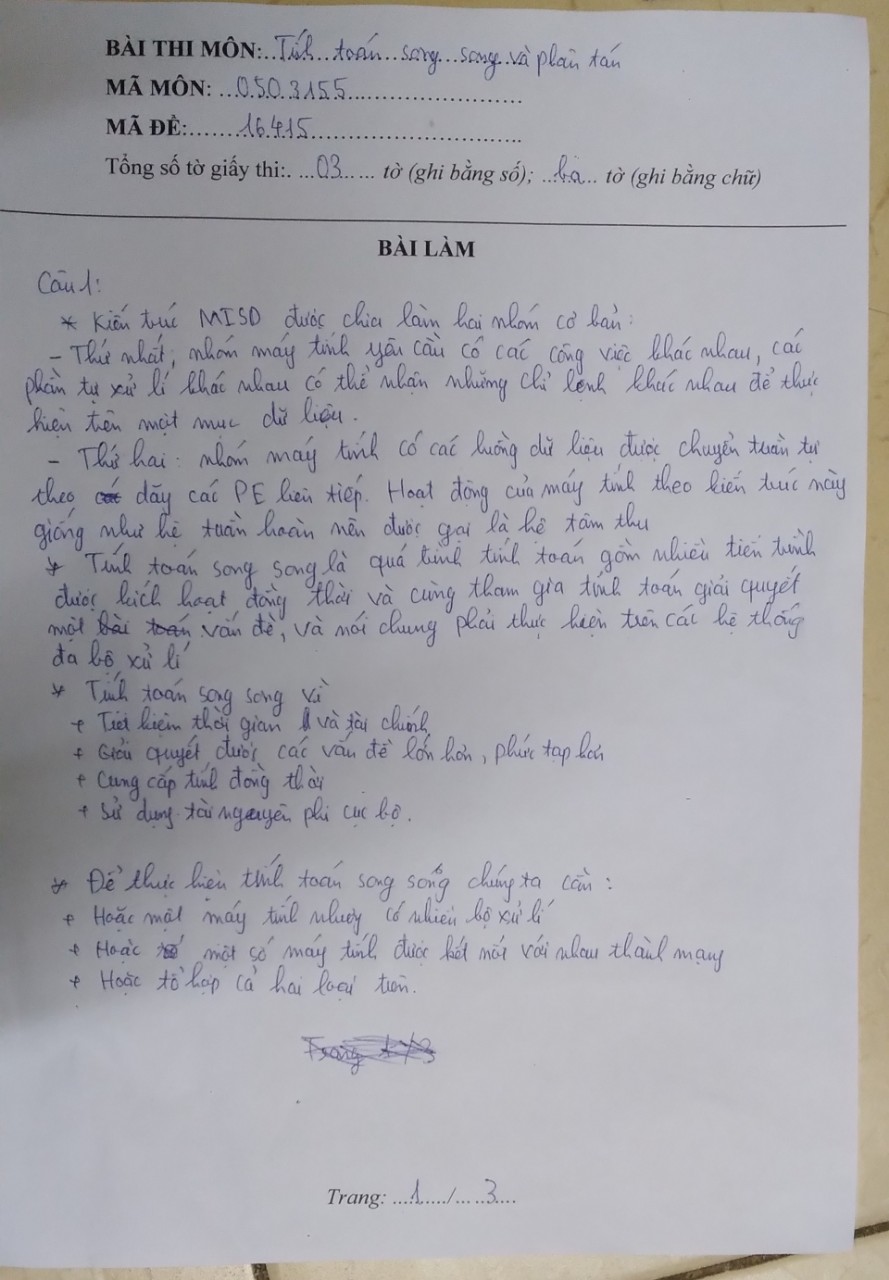 BÀI THI MÔN:..Tính..toán..song..song..và phân tán
MÃ MÔN: ...0503155........................
MÃ ĐỀ:.......16415..............................
Tổng số tờ giấy thi:. ...03... ... tờ (ghi bằng số); ...ba... tờ (ghi bằng chữ)
BÀI LÀM
Câu 1:
* Kiến trúc MISD được chia làm hai nhóm cơ bản:
- Thứ nhất, nhóm máy tính yêu cầu có các công việc khác nhau, các
phần tự xử lí khác nhau có thể nhận những chỉ lệnh khác nhau để thực
hiện trên một mục dữ liệu.
- Thứ hai: nhóm máy tính có các luồng dữ liệu được chuyển tuần tự
theo các dãy các PE liên tiếp. Hoạt động của máy tính theo kiến trúc này
giống như hệ tuần hoàn nên được gọi là hệ tâm thu
* Tính toán song song là quá trình tính toán gồm nhiều tiến trình
được kích hoạt đồng thời và cùng tham gia tính toán giải quyết
một bài toán vấn đề, và nói chung phải thực hiện trên các hệ thống
đa bộ xử lí
* Tính toán song song vì
+ Tiết kiệm thời gian và tài chính
+ Giải quyết được các vấn đề lớn hơn, phức tạp hơn
+ Cung cấp tính đồng thời
+ Sử dụng tài nguyên phi cục bộ.
* Để thực hiện tính toán song song chúng ta cần:
+ Hoặc một máy tính nhưng có nhiều bộ xử lí
+ Hoặc một số máy tính được kết nối với nhau thành mạng
+ Hoặc tổ hợp cả hai loại trên.
Trang: ...1..../.... 3....